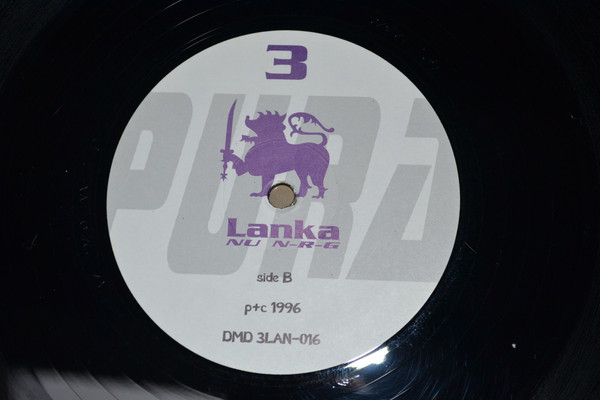 3
PURA
Lanka
NU N-R-G
side B
p+c 1996
DMD 3LAN-016